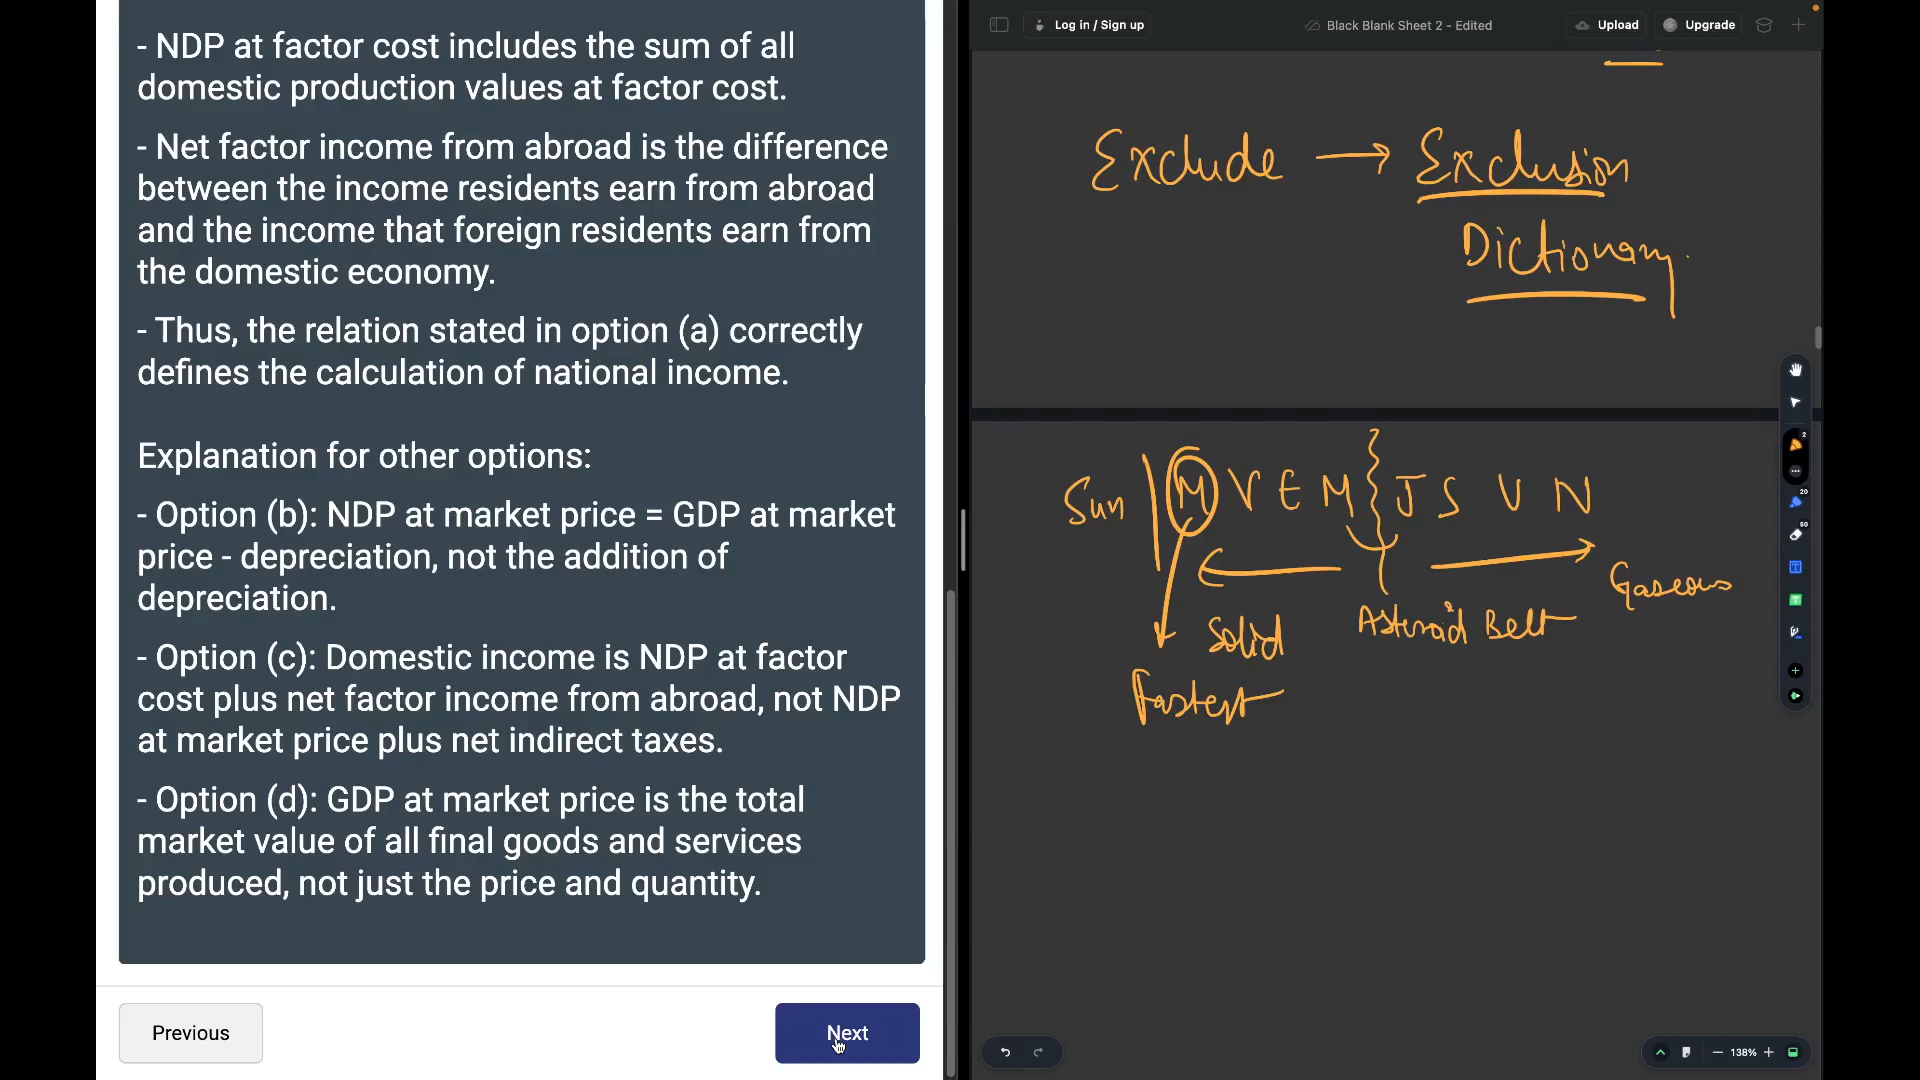 - NDP at factor cost includes the sum of all
domestic production values at factor cost.
- Net factor income from abroad is the difference
between the income residents earn from abroad
and the income that foreign residents earn from
the domestic economy.
- Thus, the relation stated in option (a) correctly
defines the calculation of national income.
Explanation for other options:
- Option (b): NDP at market price = GDP at market
price - depreciation, not the addition of
depreciation.
- Option (c): Domestic income is NDP at factor
cost plus net factor income from abroad, not NDP
at market price plus net indirect taxes.
- Option (d): GDP at market price is the total
market value of all final goods and services
produced, not just the price and quantity.
Previous
Next
Log in / Sign up
Black Blank Sheet 2 - Edited
Upload
Upgrade
Exclude → Exclusion
Dictionary.
Sun M V E M J S U N
Gaseous
Solid
Asteroid Belt
Fastest
2
20
50
138%